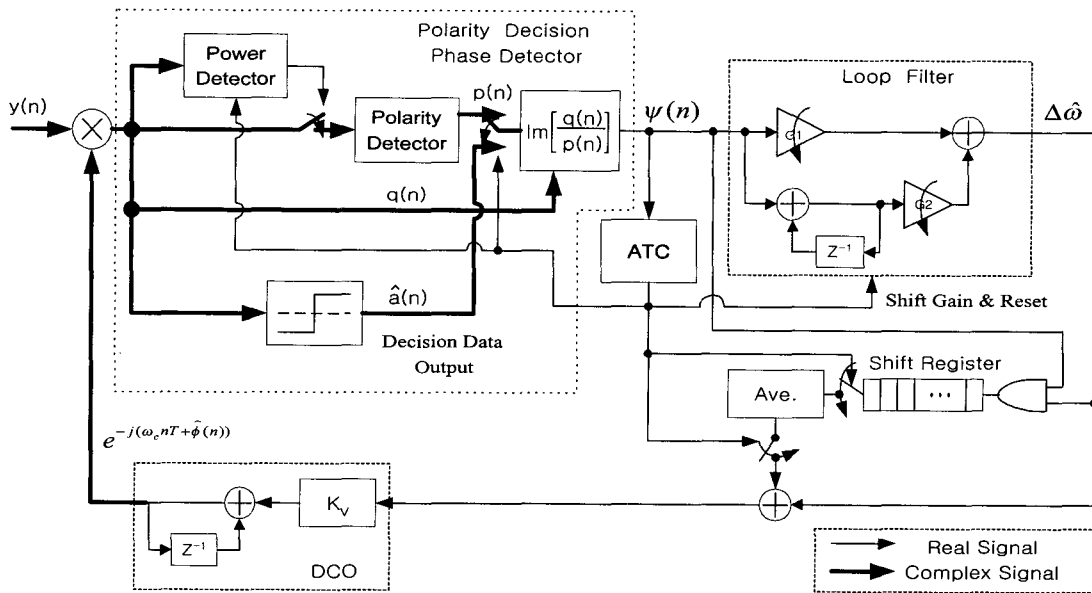 Polarity Decision
Phase Detector
Power
Detector
y(n)
Polarity
Detector
p(n)
Im[q(n)/p(n)]
ψ(n)
Loop Filter
G1
Δω̂
G2
Z⁻¹
q(n)
ATC
â(n)
Decision Data
Output
Shift Gain & Reset
Shift Register
...
Ave.
e^{-j(ω_c nT+φ̂(n))}
K_v
Z⁻¹
DCO
Real Signal
Complex Signal